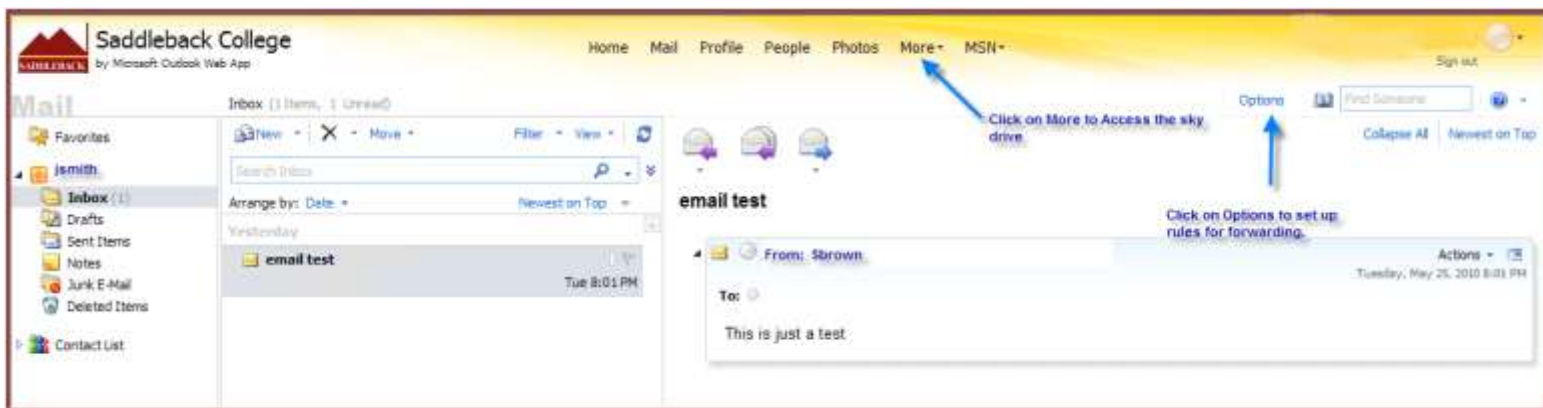 Saddleback College
by Microsoft Outlook Web App
SADDLEBACK
Home Mail Profile People Photos More MSN
Sign out
Mail
Inbox (1 Items, 1 Unread)
Options
Find Someone
Favorites
jsmith
Inbox (1)
Drafts
Sent Items
Notes
Junk E-Mail
Deleted Items
Contact List
New Move Filter View
Search Inbox
Arrange by: Date Newest on Top
Yesterday
email test
Tue 8:01 PM
Click on More to Access the sky
drive
Collapse All Newest on Top
email test
Click on Options to set up
rules for forwarding.
From: Sbrown
Actions
Tuesday, May 25, 2010 8:01 PM
To:
This is just a test